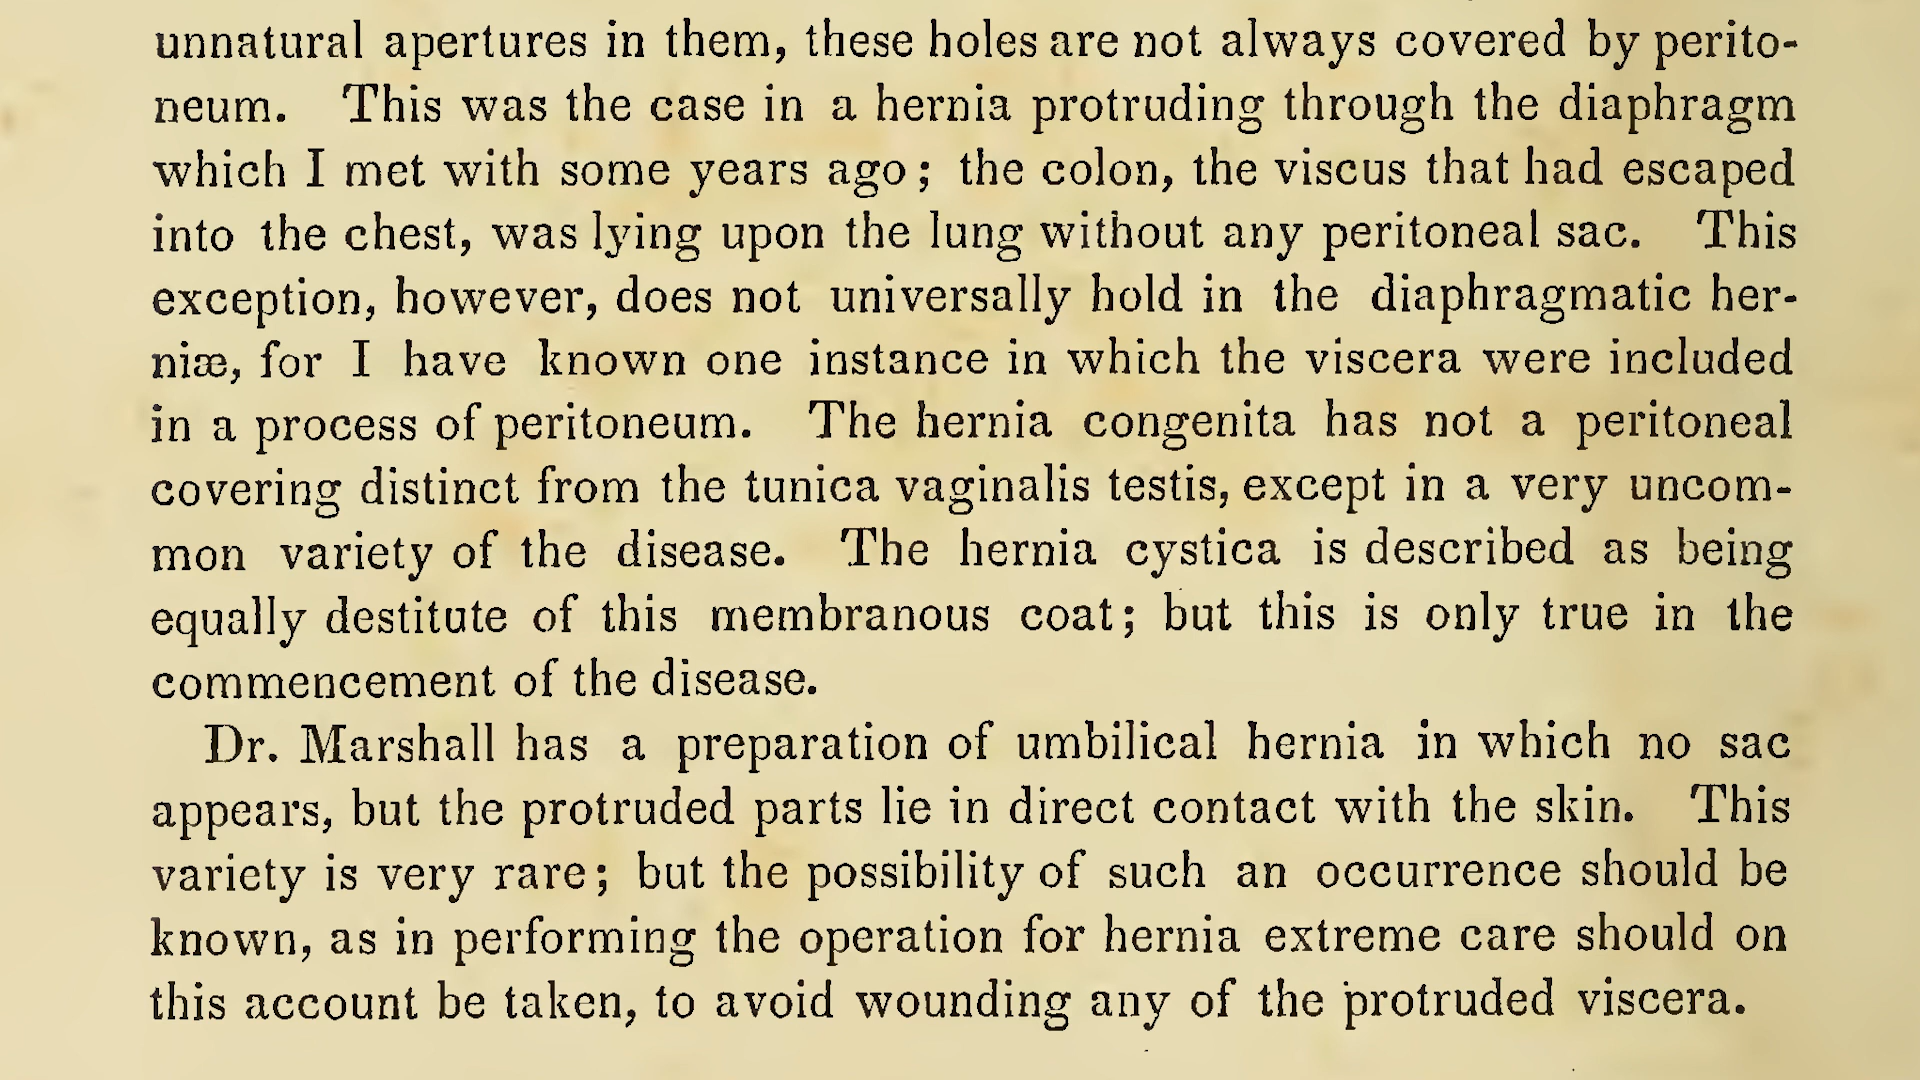 unnatural apertures in them, these holes are not always covered by perito-
neum. This was the case in a hernia protruding through the diaphragm
which I met with some years ago; the colon, the viscus that had escaped
into the chest, was lying upon the lung without any peritoneal sac. This
exception, however, does not universally hold in the diaphragmatic her-
niæ, for I have known one instance in which the viscera were included
in a process of peritoneum. The hernia congenita has not a peritoneal
covering distinct from the tunica vaginalis testis, except in a very uncom-
mon variety of the disease. The hernia cystica is described as being
equally destitute of this membranous coat; but this is only true in the
commencement of the disease.
Dr. Marshall has a preparation of umbilical hernia in which no sac
appears, but the protruded parts lie in direct contact with the skin. This
variety is very rare; but the possibility of such an occurrence should be
known, as in performing the operation for hernia extreme care should on
this account be taken, to avoid wounding any of the protruded viscera.